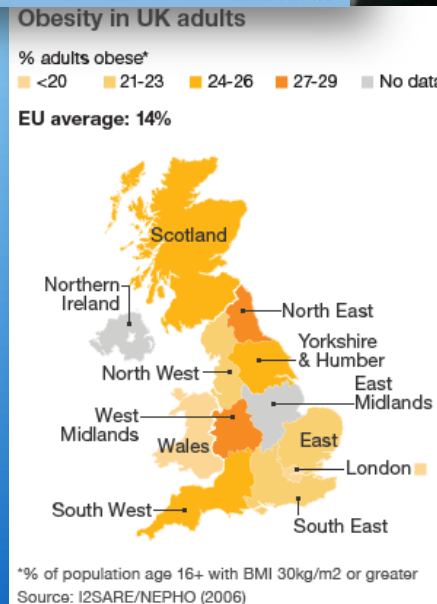 Obesity in UK adults
% adults obese*
<20 21-23 24-26 27-29 No data
EU average: 14%
Scotland
Northern
Ireland
North East
Yorkshire
& Humber
North West
East
Midlands
West
Midlands
Wales
East
London
South West
South East
*% of population age 16+ with BMI 30kg/m2 or greater
Source: I2SARE/NEPHO (2006)